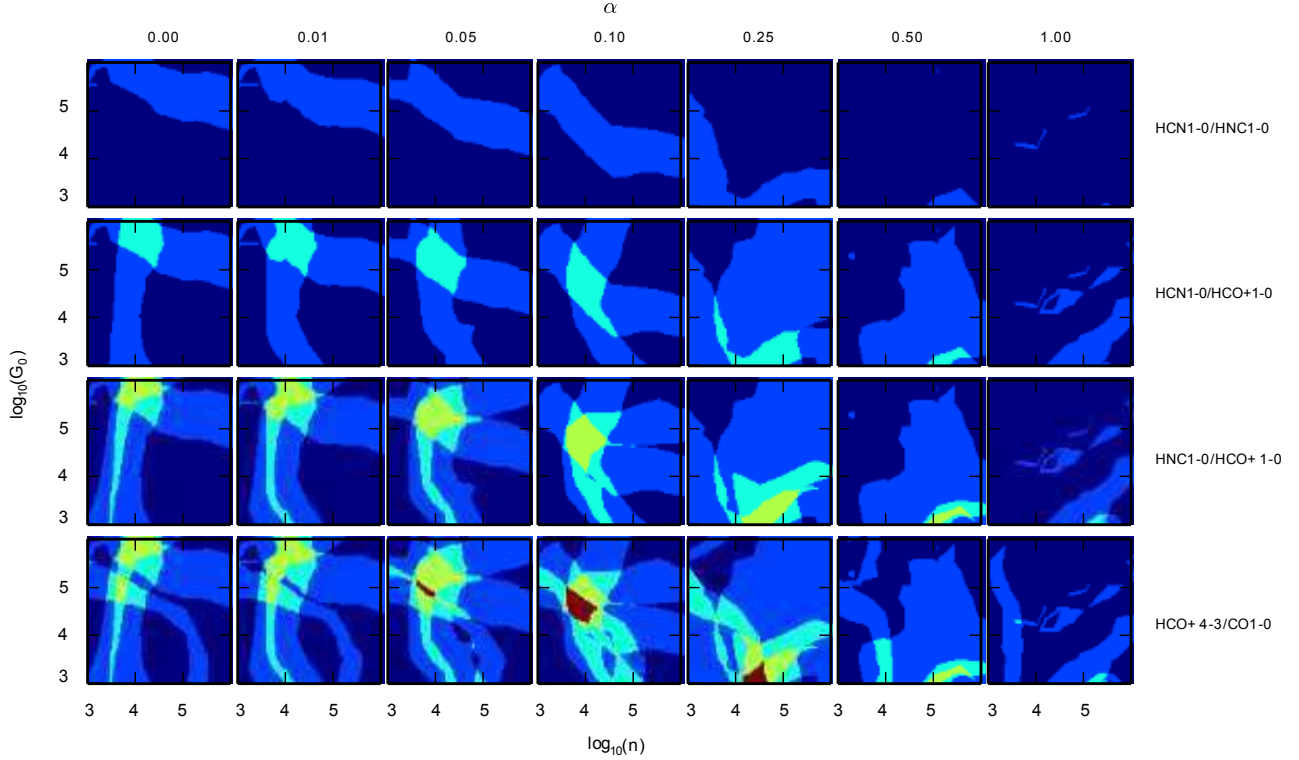 α
0.00 0.01 0.05 0.10 0.25 0.50 1.00
5
4
3
HCN1-0/HNC1-0
5
4
3
HCN1-0/HCO+1-0
log10(G0)
5
4
3
HNC1-0/HCO+ 1-0
5
4
3
HCO+ 4-3/CO1-0
3 4 5 3 4 5 3 4 5 3 4 5 3 4 5 3 4 5 3 4 5
log10(n)